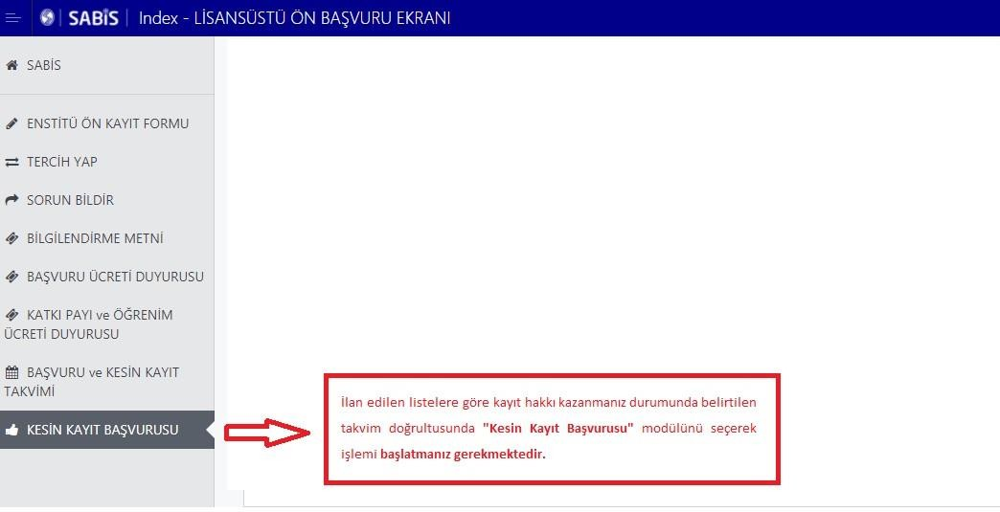 SABİS Index - LİSANSÜSTÜ ÖN BAŞVURU EKRANI
SABİS
ENSTİTÜ ÖN KAYIT FORMU
TERCİH YAP
SORUN BİLDİR
BİLGİLENDİRME METNİ
BAŞVURU ÜCRETİ DUYURUSU
KATKI PAYI ve ÖĞRENİM
ÜCRETİ DUYURUSU
BAŞVURU ve KESİN KAYIT
TAKVİMİ
KESİN KAYIT BAŞVURUSU
İlan edilen listelere göre kayıt hakkı kazanmanız durumunda belirtilen
takvim doğrultusunda "Kesin Kayıt Başvurusu" modülünü seçerek
işlemi başlatmanız gerekmektedir.